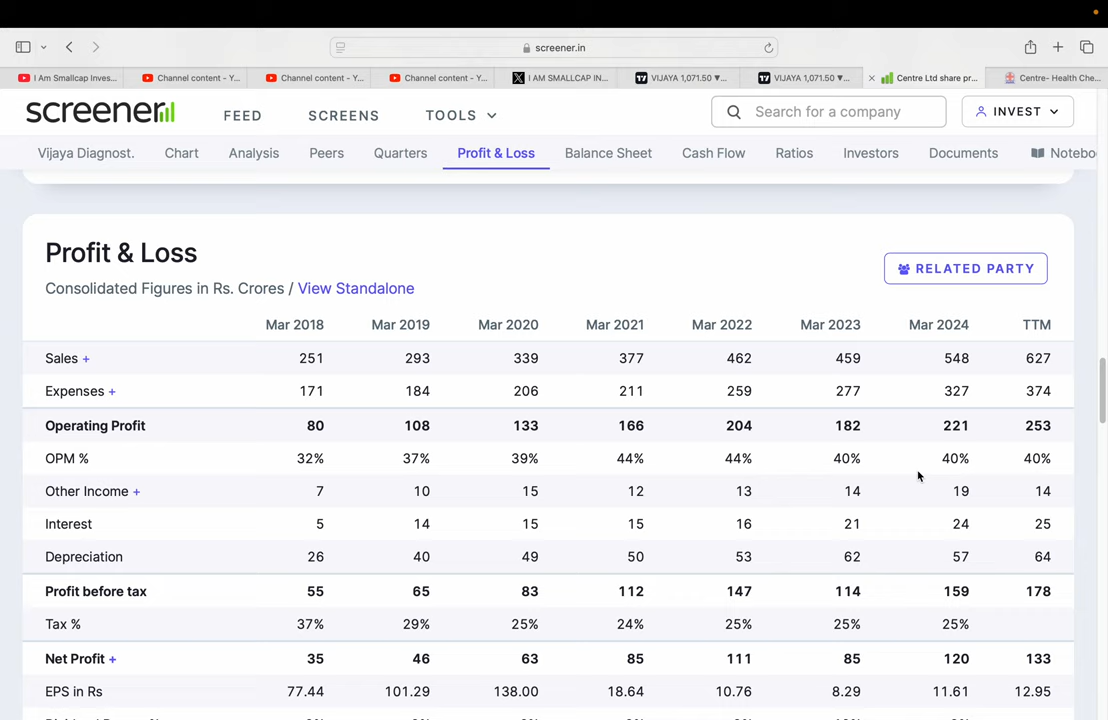 screener.in
I Am Smallcap Inves...
Channel content - Y...
Channel content - Y...
Channel content - Y...
I AM SMALLCAP IN...
VIJAYA 1,071.50 ▼...
VIJAYA 1,071.50 ▼...
Centre Ltd share pr...
Centre- Health Che...
screener FEED SCREENS TOOLS Search for a company INVEST
Vijaya Diagnost. Chart Analysis Peers Quarters Profit & Loss Balance Sheet Cash Flow Ratios Investors Documents Notebo
Profit & Loss
RELATED PARTY
Consolidated Figures in Rs. Crores / View Standalone
Mar 2018 Mar 2019 Mar 2020 Mar 2021 Mar 2022 Mar 2023 Mar 2024 TTM
Sales + 251 293 339 377 462 459 548 627
Expenses + 171 184 206 211 259 277 327 374
Operating Profit 80 108 133 166 204 182 221 253
OPM % 32% 37% 39% 44% 44% 40% 40% 40%
Other Income + 7 10 15 12 13 14 19 14
Interest 5 14 15 15 16 21 24 25
Depreciation 26 40 49 50 53 62 57 64
Profit before tax 55 65 83 112 147 114 159 178
Tax % 37% 29% 25% 24% 25% 25% 25%
Net Profit + 35 46 63 85 111 85 120 133
EPS in Rs 77.44 101.29 138.00 18.64 10.76 8.29 11.61 12.95